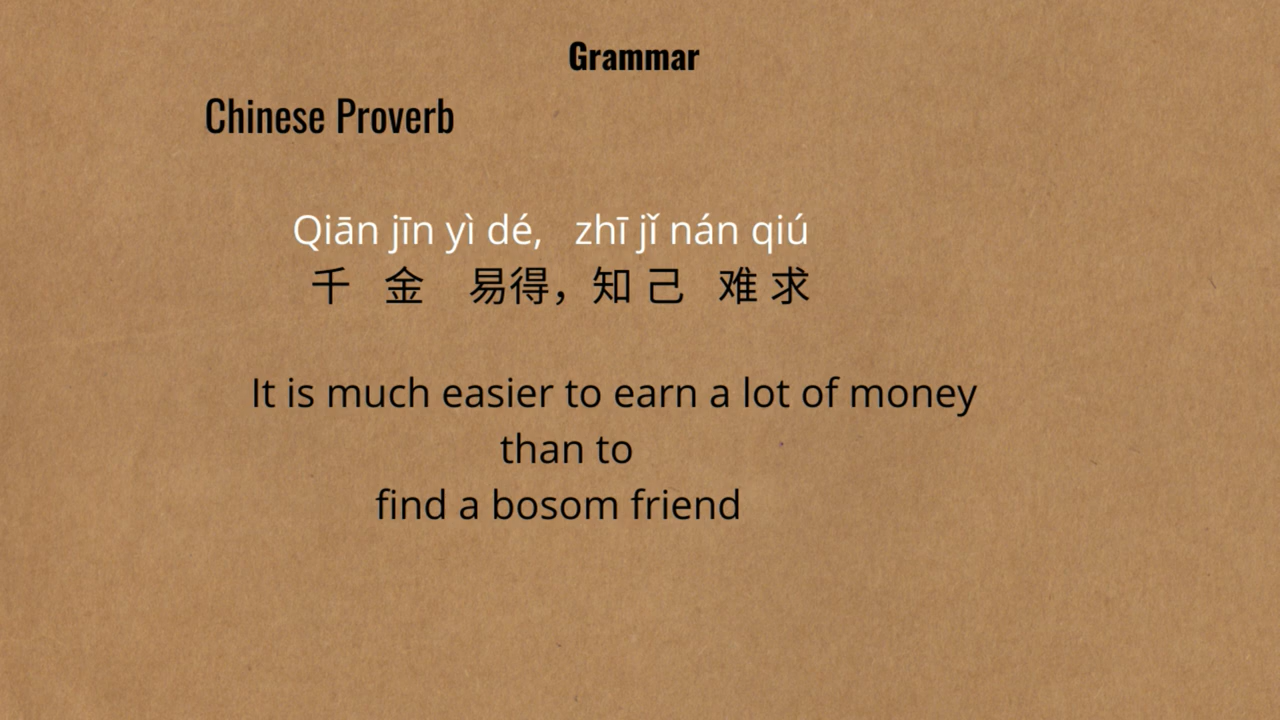 Grammar
Chinese Proverb
Qiān jīn yì dé, zhī jǐ nán qiú
千 金 易得，知 己 难 求
It is much easier to earn a lot of money
than to
find a bosom friend